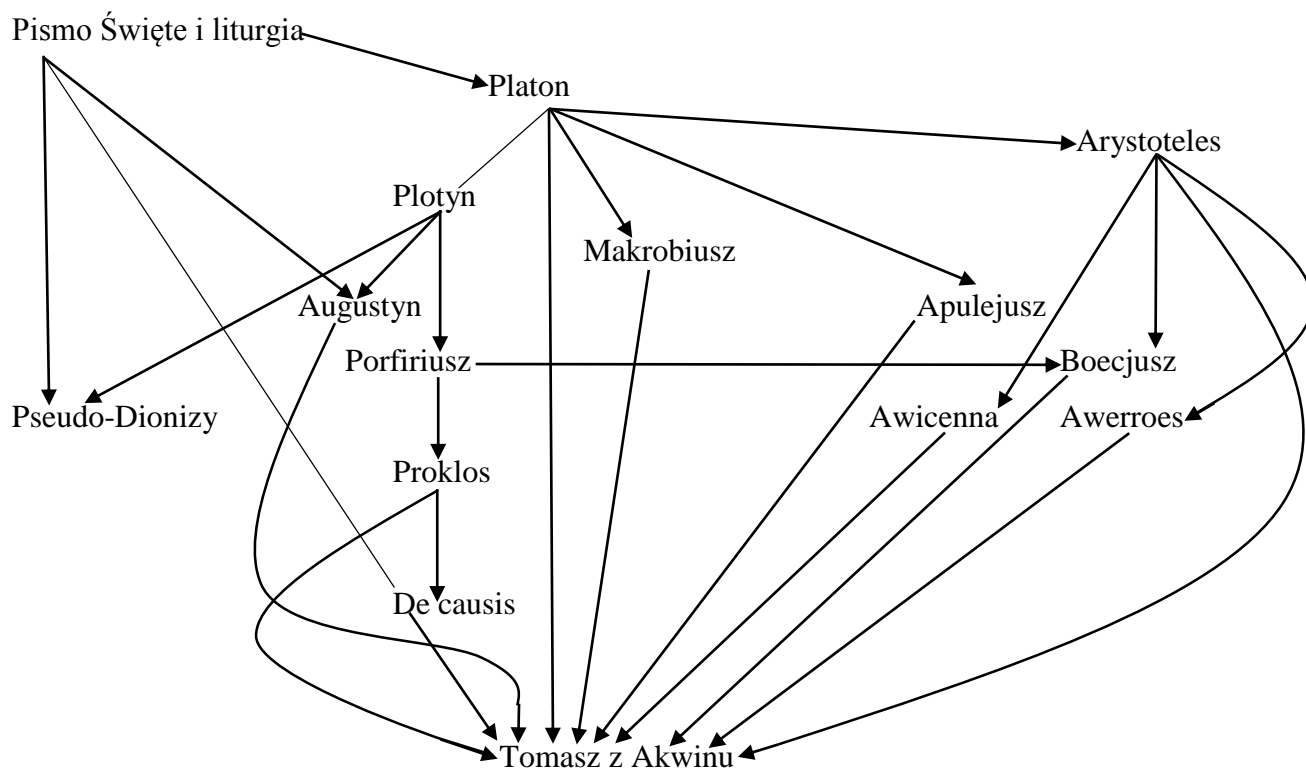 Pismo Święte i liturgia
Platon
Arystoteles
Plotyn
Makrobiusz
Augustyn
Apulejusz
Porfiriusz
Boecjusz
Pseudo-Dionizy
Awicenna
Awerroes
Proklos
De causis
Tomasz z Akwinu